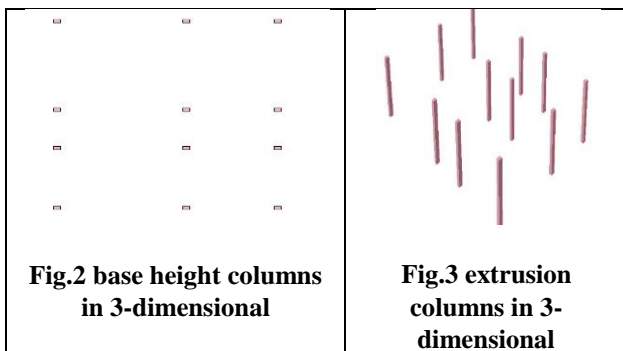 Fig.2 base height columns
in 3-dimensional
Fig.3 extrusion
columns in 3-
dimensional